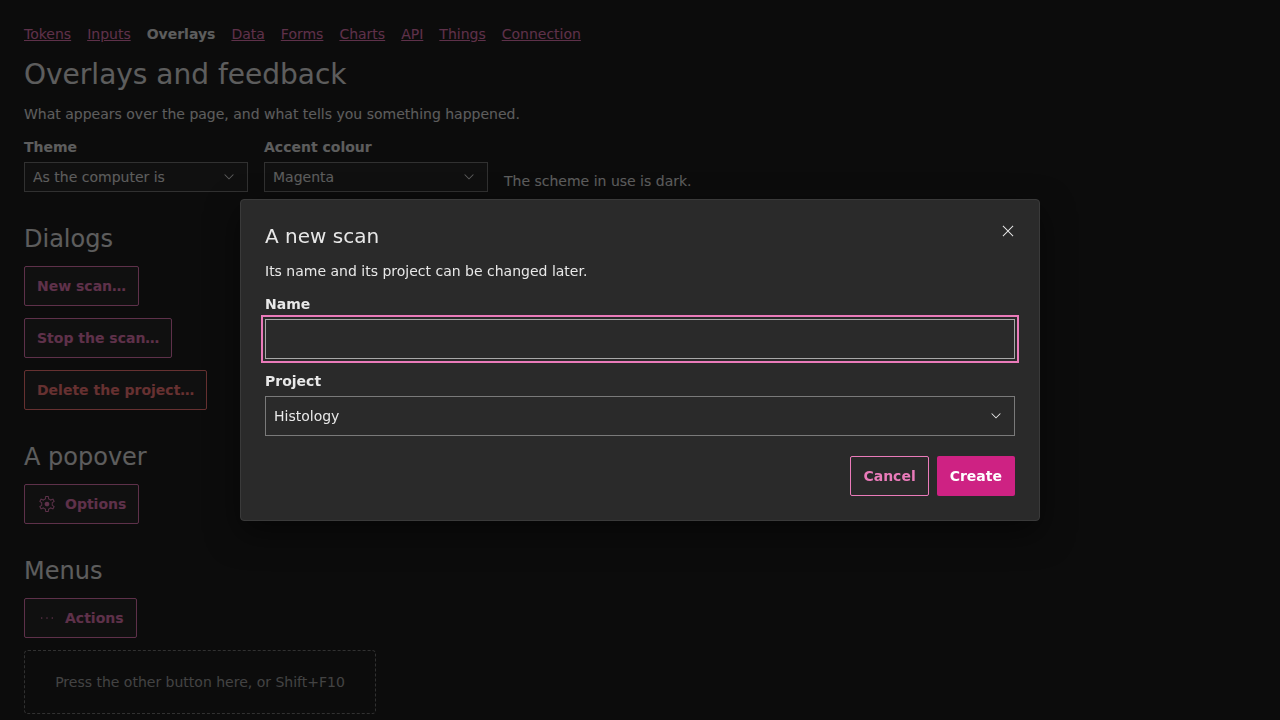 Tokens Inputs Overlays Data Forms Charts API Things Connection
Overlays and feedback
What appears over the page, and what tells you something happened.
Theme
As the computer is
Accent colour
Magenta
The scheme in use is dark.
Dialogs
New scan…
Stop the scan…
Delete the project…
A popover
Options
Menus
Actions
Press the other button here, or Shift+F10
A new scan
Its name and its project can be changed later.
Name
Project
Histology
Cancel
Create